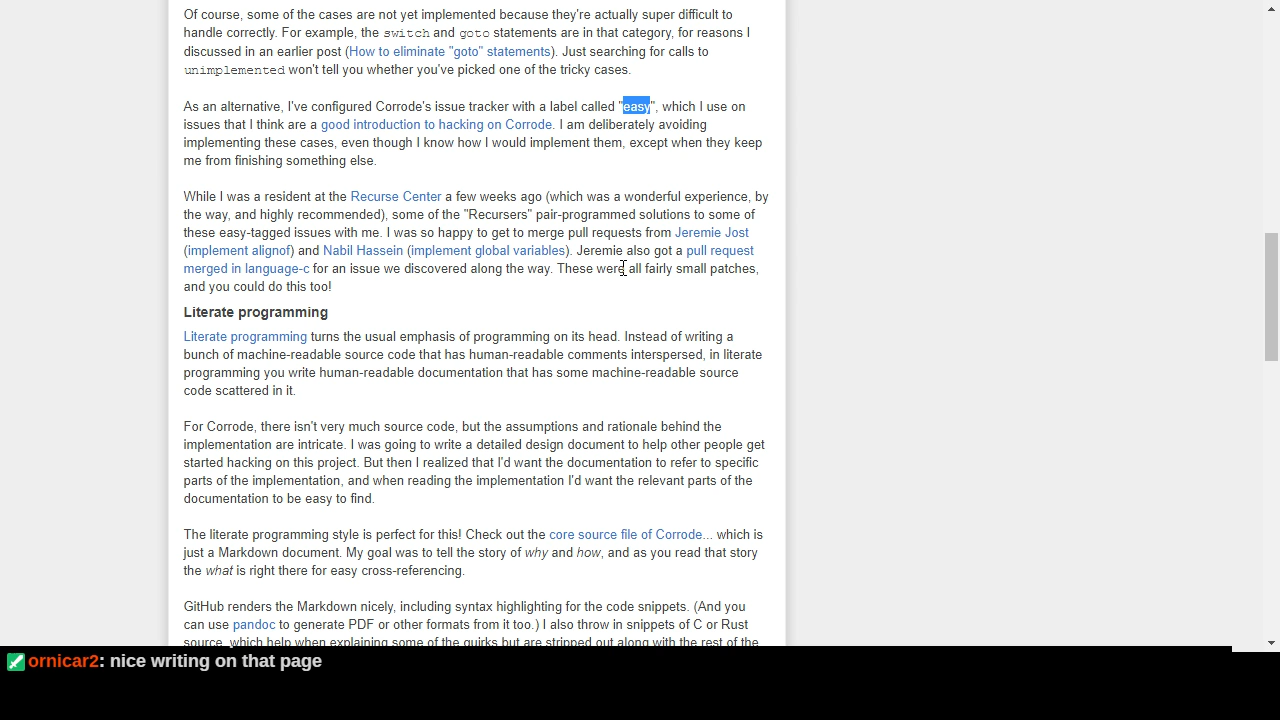 Of course, some of the cases are not yet implemented because they're actually super difficult to
handle correctly. For example, the switch and goto statements are in that category, for reasons I
discussed in an earlier post (How to eliminate "goto" statements). Just searching for calls to
unimplemented won't tell you whether you've picked one of the tricky cases.
As an alternative, I've configured Corrode's issue tracker with a label called "easy", which I use on
issues that I think are a good introduction to hacking on Corrode. I am deliberately avoiding
implementing these cases, even though I know how I would implement them, except when they keep
me from finishing something else.
While I was a resident at the Recurse Center a few weeks ago (which was a wonderful experience, by
the way, and highly recommended), some of the "Recursers" pair-programmed solutions to some of
these easy-tagged issues with me. I was so happy to get to merge pull requests from Jeremie Jost
(implement alignof) and Nabil Hassein (implement global variables). Jeremie also got a pull request
merged in language-c for an issue we discovered along the way. These were all fairly small patches,
and you could do this too!
Literate programming
Literate programming turns the usual emphasis of programming on its head. Instead of writing a
bunch of machine-readable source code that has human-readable comments interspersed, in literate
programming you write human-readable documentation that has some machine-readable source
code scattered in it.
For Corrode, there isn't very much source code, but the assumptions and rationale behind the
implementation are intricate. I was going to write a detailed design document to help other people get
started hacking on this project. But then I realized that I'd want the documentation to refer to specific
parts of the implementation, and when reading the implementation I'd want the relevant parts of the
documentation to be easy to find.
The literate programming style is perfect for this! Check out the core source file of Corrode... which is
just a Markdown document. My goal was to tell the story of why and how, and as you read that story
the what is right there for easy cross-referencing.
GitHub renders the Markdown nicely, including syntax highlighting for the code snippets. (And you
can use pandoc to generate PDF or other formats from it too.) I also throw in snippets of C or Rust
source, which help when explaining some of the quirks but are stripped out along with the rest of the
ornicar2: nice writing on that page